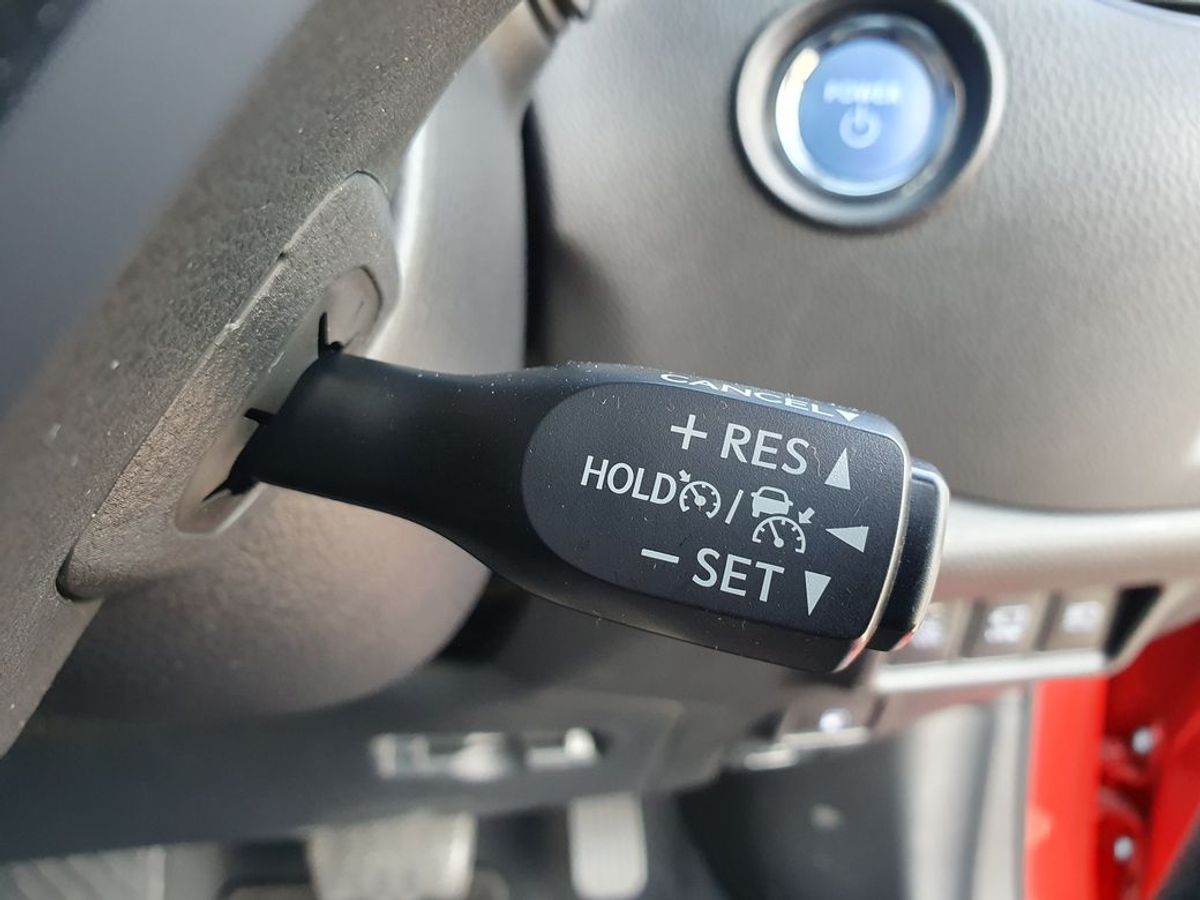 POWER
CANCEL
+ RES
HOLD /
− SET